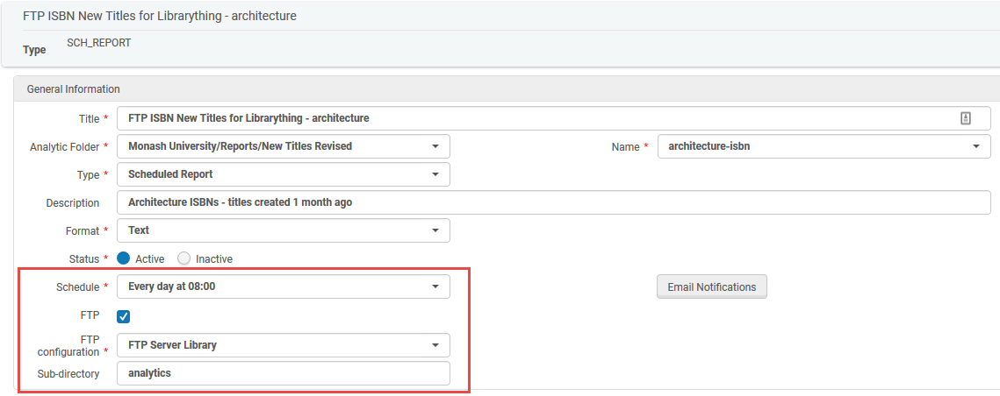 FTP ISBN New Titles for Librarything - architecture
Type SCH_REPORT
General Information
Title * FTP ISBN New Titles for Librarything - architecture
Analytic Folder * Monash University/Reports/New Titles Revised Name * architecture-isbn
Type * Scheduled Report
Description Architecture ISBNs - titles created 1 month ago
Format * Text
Status * Active Inactive
Schedule * Every day at 08:00 Email Notifications
FTP
FTP
configuration * FTP Server Library
Sub-directory analytics